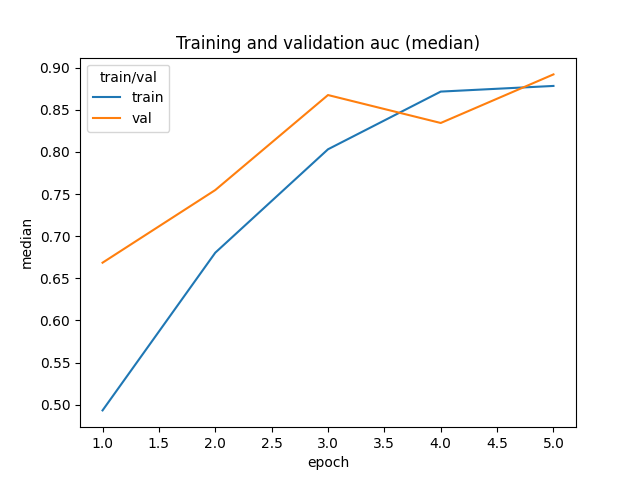 Training and validation auc (median)
train/val
train
val
0.90
0.85
0.80
0.75
0.70
0.65
0.60
0.55
0.50
median
1.0 1.5 2.0 2.5 3.0 3.5 4.0 4.5 5.0
epoch